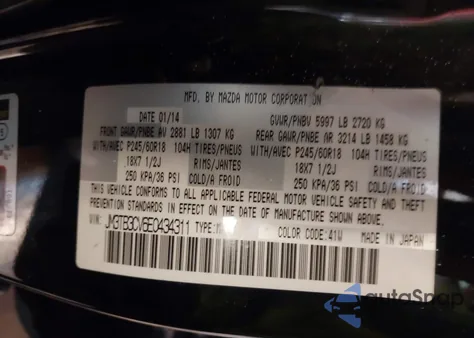 MFD. BY MAZDA MOTOR CORPORATION
DATE 01/14 GVWR/PNBV 5997 LB 2720 KG
FRONT GAWR/PNBE AV 2881 LB 1307 KG REAR GAWR/PNBE AR 3214 LB 1458 KG
WITH/AVEC P245/60R18 104H TIRES/PNEUS WITH/AVEC P245/60R18 104H TIRES/PNEUS
18X7 1/2J RIMS/JANTES 18X7 1/2J RIMS/JANTES
250 KPA/36 PSI COLD/A FROID 250 KPA/36 PSI COLD/A FROID
THIS VEHICLE CONFORMS TO ALL APPLICABLE FEDERAL MOTOR VEHICLE SAFETY AND THEFT
PREVENTION STANDARDS IN EFFECT ON THE DATE OF MANUFACTURE SHOWN ABOVE.
VIN: JM3TB3CV6E0434311 TYPE: COLOR CODE: 41W MADE IN JAPAN
autoSnap